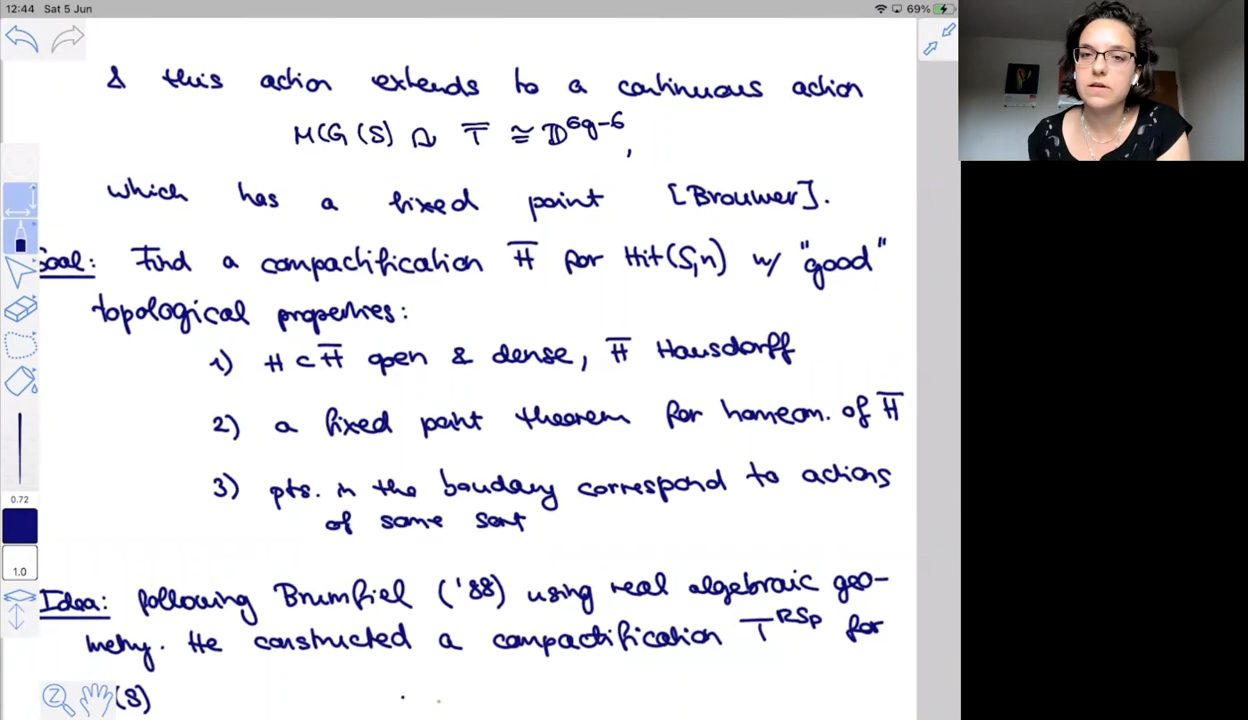 12:44 Sat 5 Jun
69%
& this action extends to a continuous action
MCG(S) ↷ T̅ ≅ D^{6g-6},
which has a fixed point [Brouwer].
Goal: Find a compactification H̅ for Hit(S,n) w/ "good"
topological properties:
1) H ⊂ H̅ open & dense, H̅ Hausdorff
2) a fixed point theorem for homeom. of H̅
3) pts. in the boudary correspond to actions
of some sort
Idea: following Brumfiel ('88) using real algebraic geo-
metry. He constructed a compactification T^{RSp} for
(S)
0.72
1.0